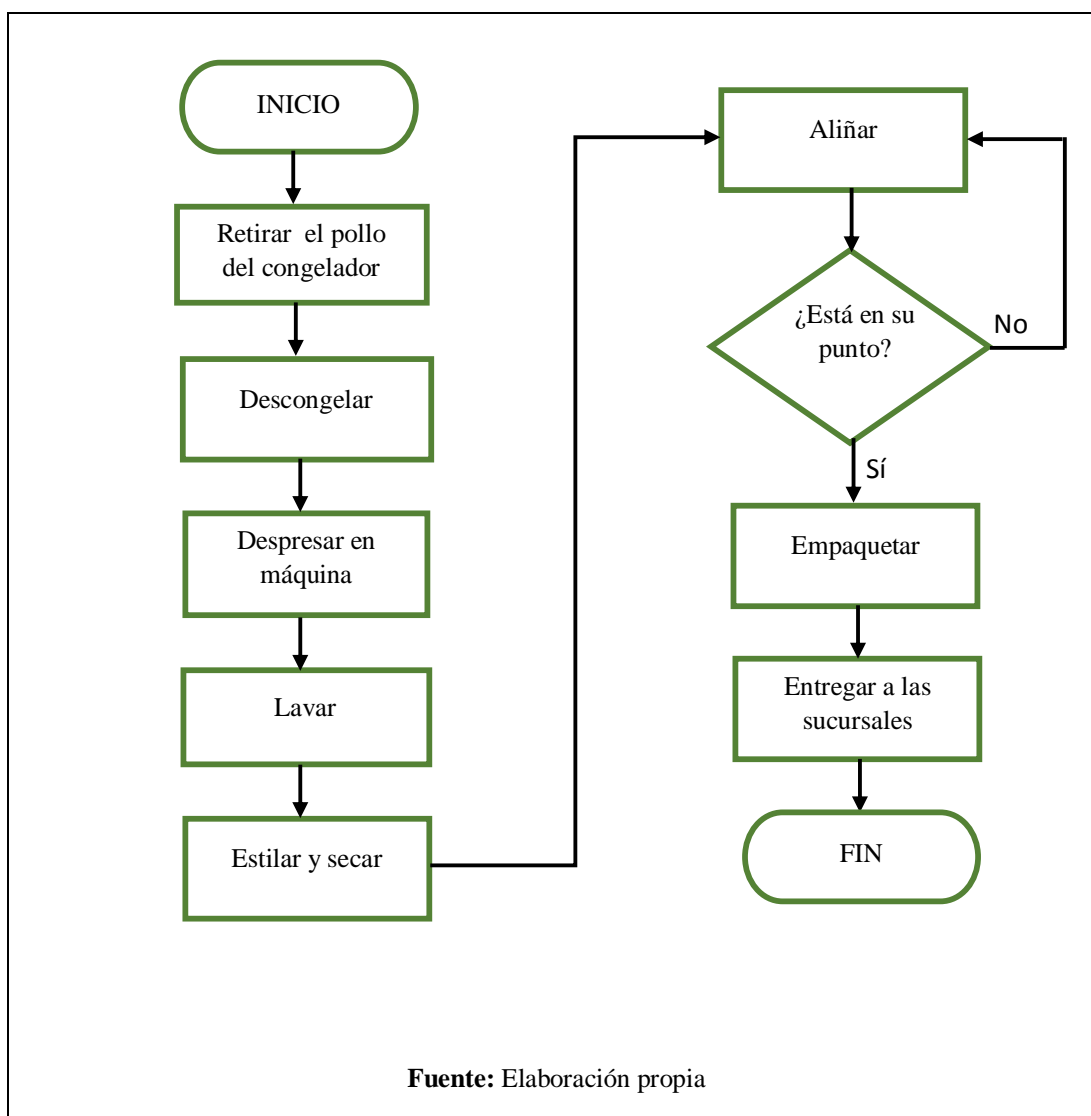 INICIO
Retirar el pollo
del congelador
Descongelar
Despresar en
máquina
Lavar
Estilar y secar
Aliñar
¿Está en su
punto?
No
Sí
Empaquetar
Entregar a las
sucursales
FIN
Fuente: Elaboración propia